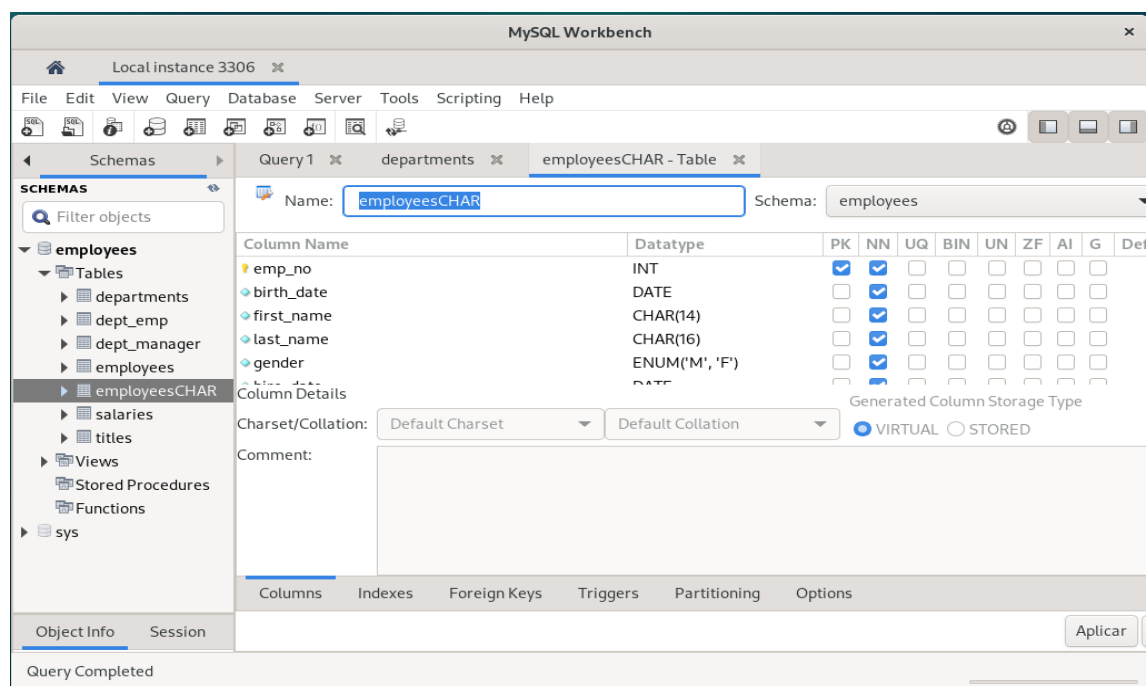 MySQL Workbench
Local instance 3306
File Edit View Query Database Server Tools Scripting Help
Schemas
Query 1
departments
employeesCHAR - Table
SCHEMAS
Filter objects
employees
Tables
departments
dept_emp
dept_manager
employees
employeesCHAR
salaries
titles
Views
Stored Procedures
Functions
sys
Name: employeesCHAR Schema: employees
Column Name Datatype PK NN UQ BIN UN ZF AI G Def
emp_no INT
birth_date DATE
first_name CHAR(14)
last_name CHAR(16)
gender ENUM('M', 'F')
hire_date DATE
Column Details
Generated Column Storage Type
Charset/Collation: Default Charset Default Collation
VIRTUAL STORED
Comment:
Columns Indexes Foreign Keys Triggers Partitioning Options
Object Info Session
Aplicar
Query Completed